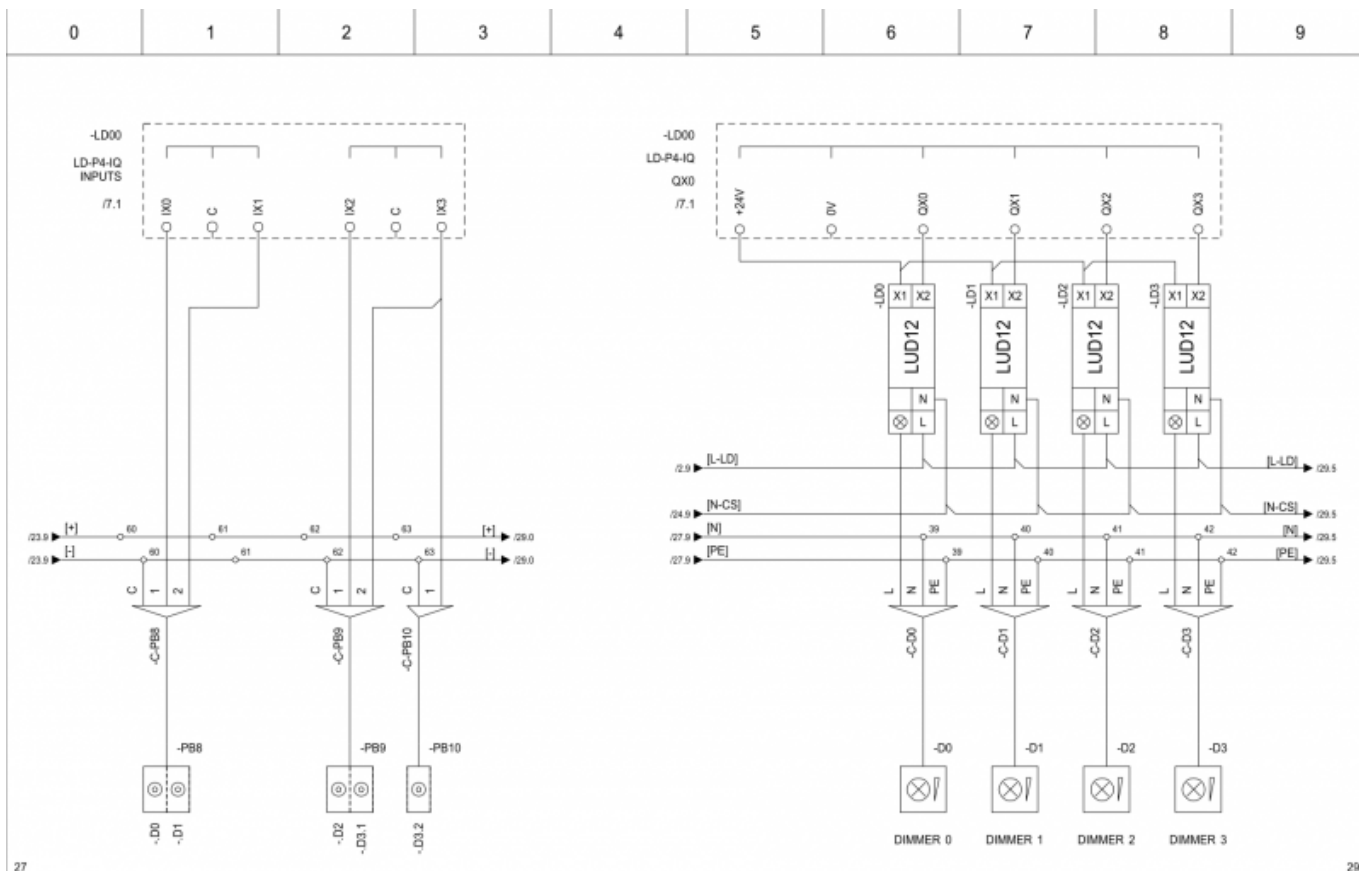 0 1 2 3 4 5 6 7 8 9
-LD00
LD-P4-IQ
INPUTS
/7.1
IX0 C IX1 IX2 C IX3
-LD00
LD-P4-IQ
QX0
/7.1
+24V 0V QX0 QX1 QX2 QX3
-LD0 X1 X2 -LD1 X1 X2 -LD2 X1 X2 -LD3 X1 X2
LUD12 LUD12 LUD12 LUD12
N N N N
L L L L
/2.9 [L-LD] [L-LD] /29.5
/24.9 [N-CS] [N-CS] /29.5
/23.9 [+] 60 61 62 63 [+] /29.0
/27.9 [N] 39 40 41 42 [N] /29.5
/23.9 [-] 60 61 62 63 [-] /29.0
/27.9 [PE] 39 40 41 42 [PE] /29.5
C 1 2 C 1 2 C 1
L N PE L N PE L N PE L N PE
-C-PB8 -C-PB9 -C-PB10
-C-D0 -C-D1 -C-D2 -C-D3
-PB8 -PB9 -PB10
-D0 -D1 -D2 -D3
-.D0 -.D1 -.D2 -.D3.1 -.D3.2
DIMMER 0 DIMMER 1 DIMMER 2 DIMMER 3
27 29